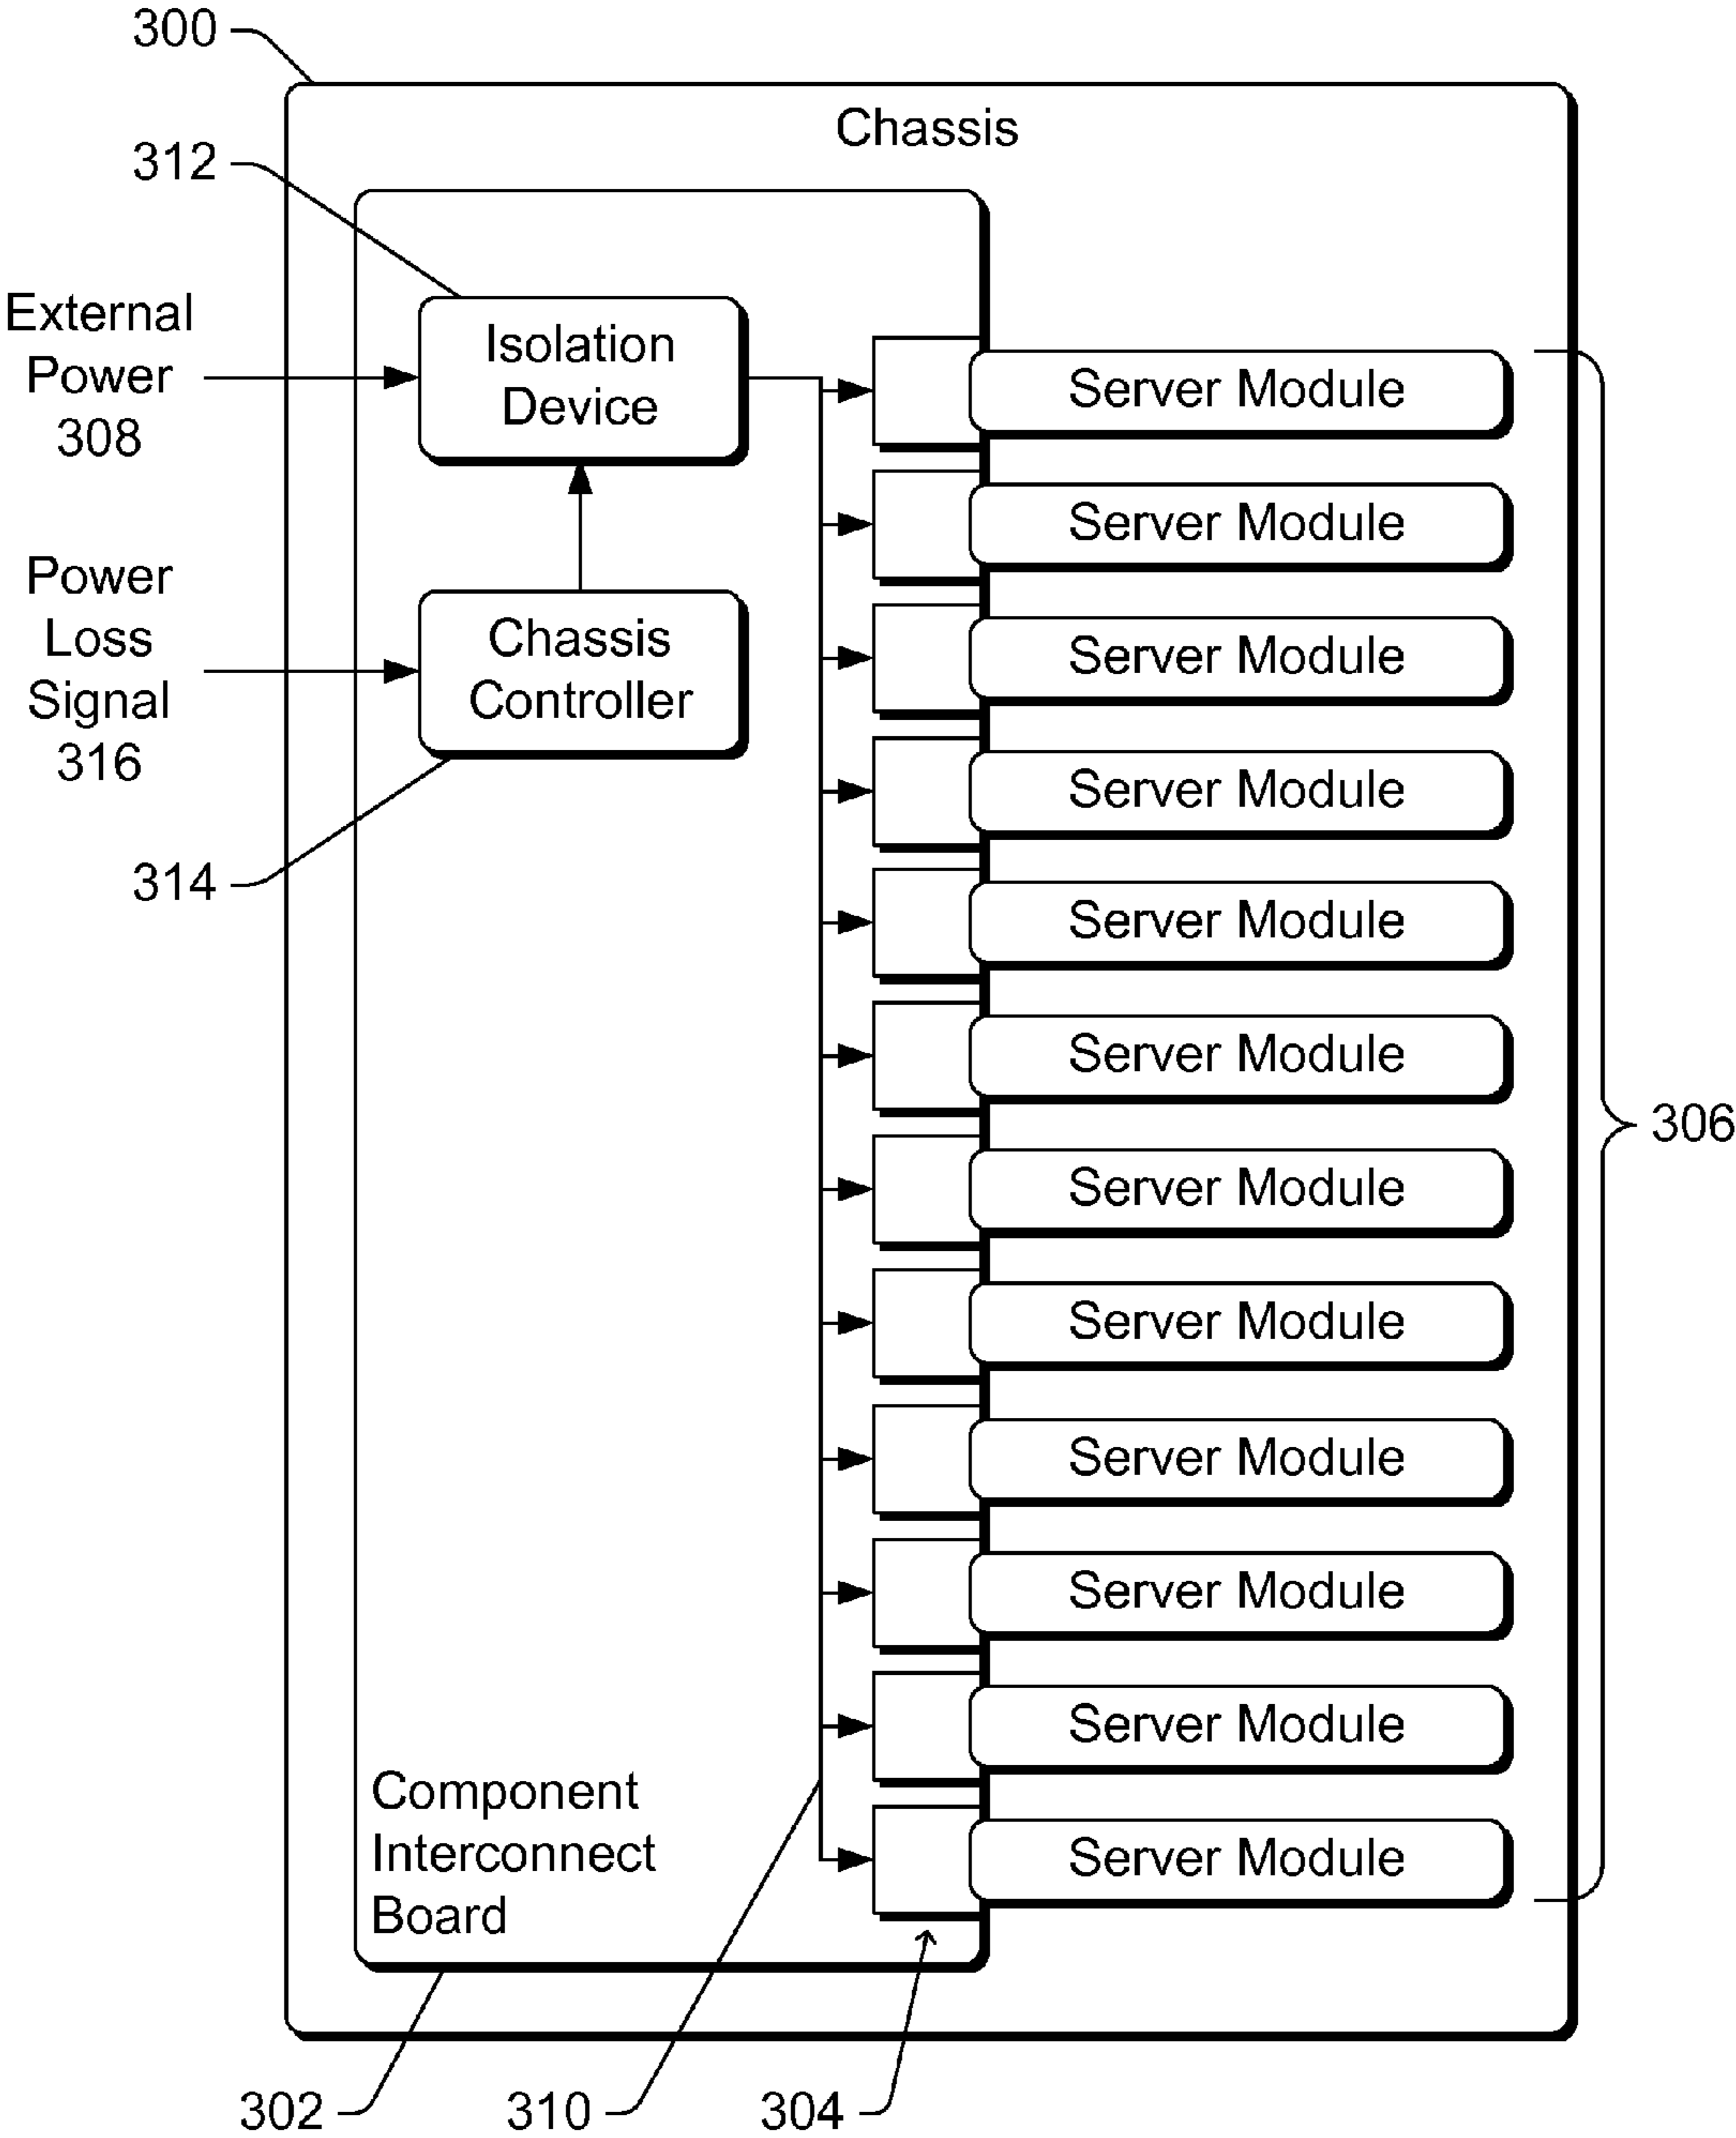 300
Chassis
312
External
Power
308
Isolation
Device
Power
Loss
Signal
316
Chassis
Controller
314
Server Module
Server Module
Server Module
Server Module
Server Module
Server Module
Server Module
Server Module
Server Module
Server Module
Server Module
Server Module
306
Component
Interconnect
Board
302
310
304